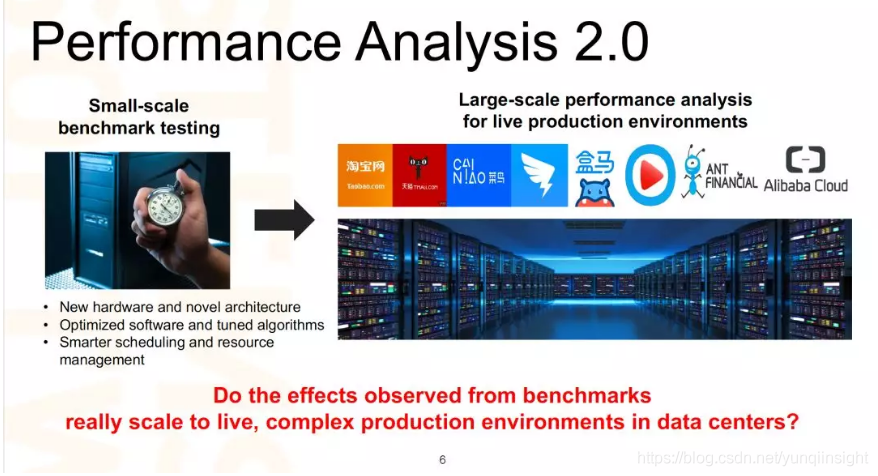 Performance Analysis 2.0
Small-scale
benchmark testing
Large-scale performance analysis
for live production environments
淘宝网
Taobao.com
天猫 TMALL.COM
CAI
NIAO 菜鸟
盒马
ANT
FINANCIAL
Alibaba Cloud
• New hardware and novel architecture
• Optimized software and tuned algorithms
• Smarter scheduling and resource
management
Do the effects observed from benchmarks
really scale to live, complex production environments in data centers?
6
https://blog.csdn.net/yunqiinsight